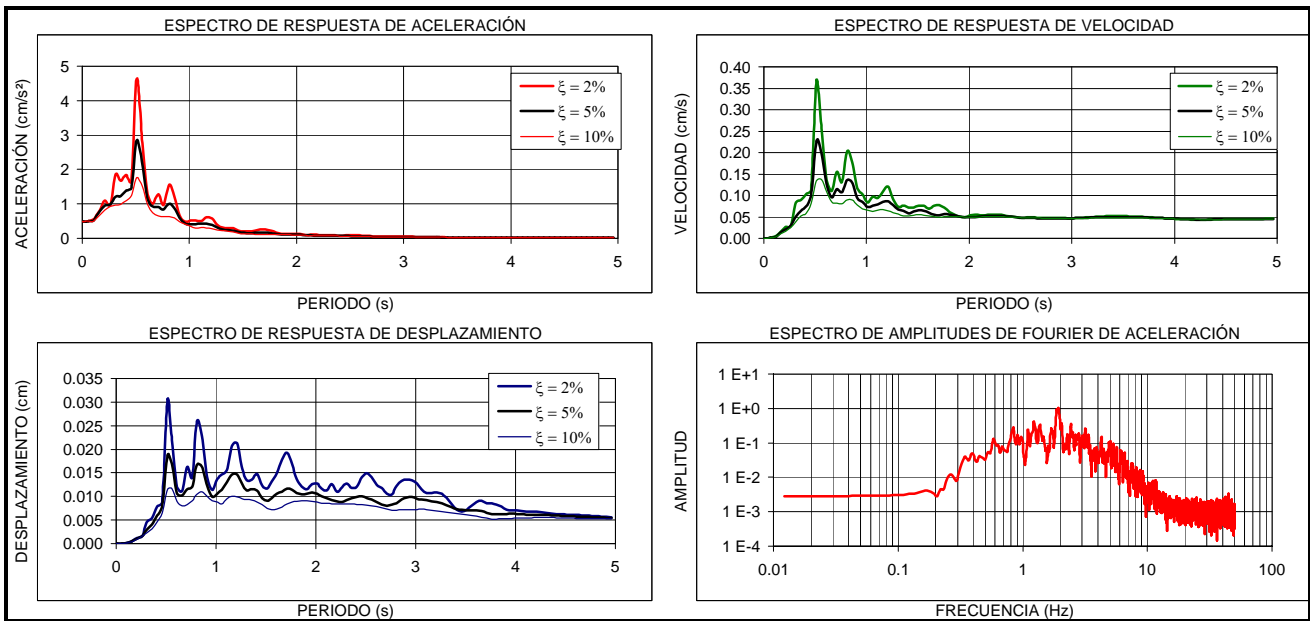 ESPECTRO DE RESPUESTA DE ACELERACIÓN
ACELERACIÓN (cm/s²)
5
4
3
2
1
0
ξ = 2%
ξ = 5%
ξ = 10%
0 1 2 3 4 5
PERIODO (s)
ESPECTRO DE RESPUESTA DE VELOCIDAD
VELOCIDAD (cm/s)
0.40
0.35
0.30
0.25
0.20
0.15
0.10
0.05
0.00
ξ = 2%
ξ = 5%
ξ = 10%
0 1 2 3 4 5
PERIODO (s)
ESPECTRO DE RESPUESTA DE DESPLAZAMIENTO
DESPLAZAMIENTO (cm)
0.035
0.030
0.025
0.020
0.015
0.010
0.005
0.000
ξ = 2%
ξ = 5%
ξ = 10%
0 1 2 3 4 5
PERIODO (s)
ESPECTRO DE AMPLITUDES DE FOURIER DE ACELERACIÓN
AMPLITUD
1 E+1
1 E+0
1 E-1
1 E-2
1 E-3
1 E-4
0.01 0.1 1 10 100
FRECUENCIA (Hz)